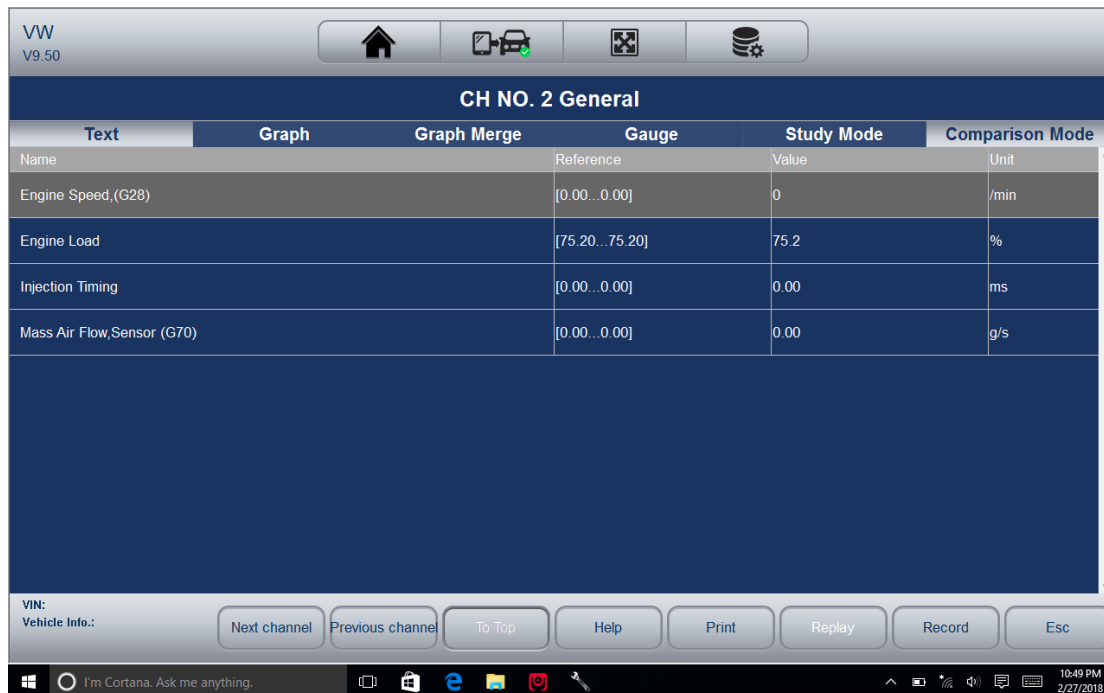 VW
V9.50
CH NO. 2 General
Text Graph Graph Merge Gauge Study Mode Comparison Mode
Name Reference Value Unit
Engine Speed,(G28) [0.00...0.00] 0 /min
Engine Load [75.20...75.20] 75.2 %
Injection Timing [0.00...0.00] 0.00 ms
Mass Air Flow,Sensor (G70) [0.00...0.00] 0.00 g/s
VIN:
Vehicle Info.:
Next channel Previous channel To Top Help Print Replay Record Esc
I'm Cortana. Ask me anything.
10:49 PM
2/27/2018